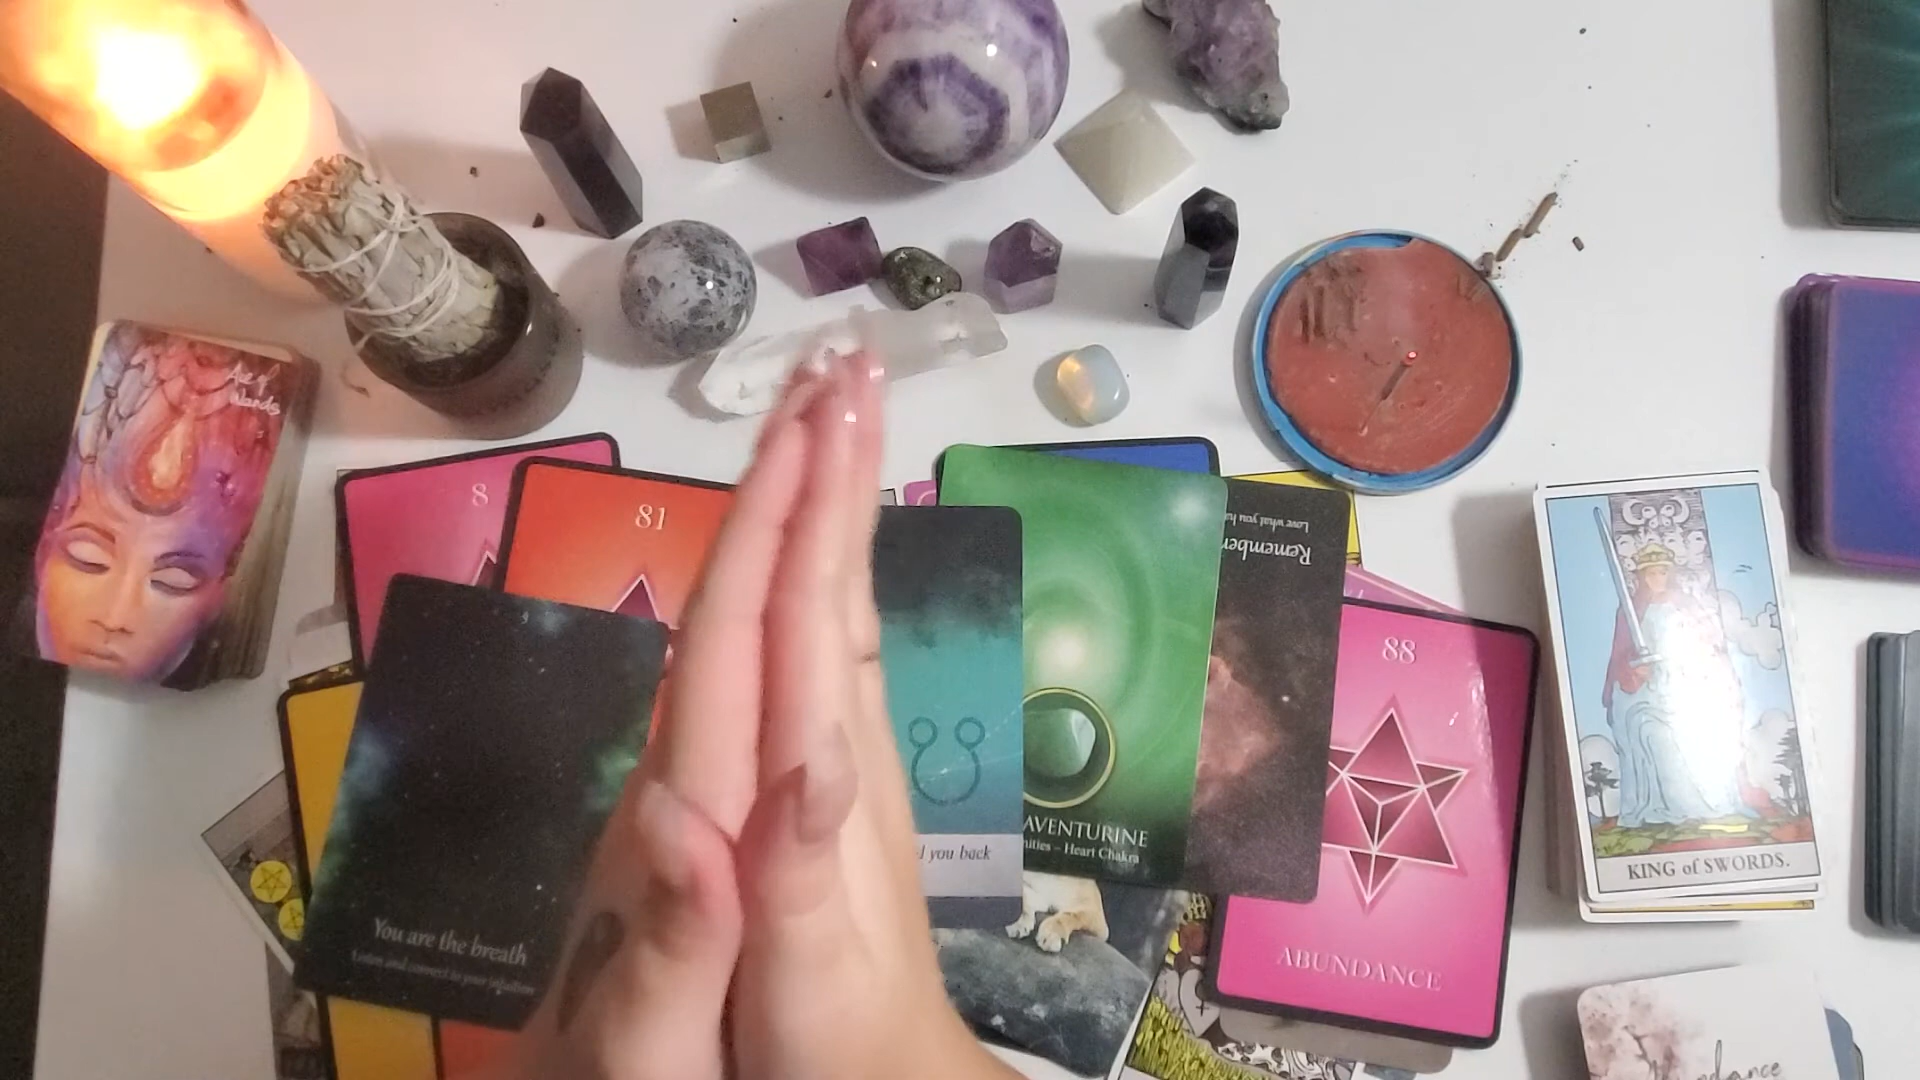 Ace of
Wands
8
81
Love what you ha
Remember
88
AVENTURINE
nities – Heart Chakra
l you back
You are the breath
Listen and connect to your intuition
ABUNDANCE
KING of SWORDS.
ndance